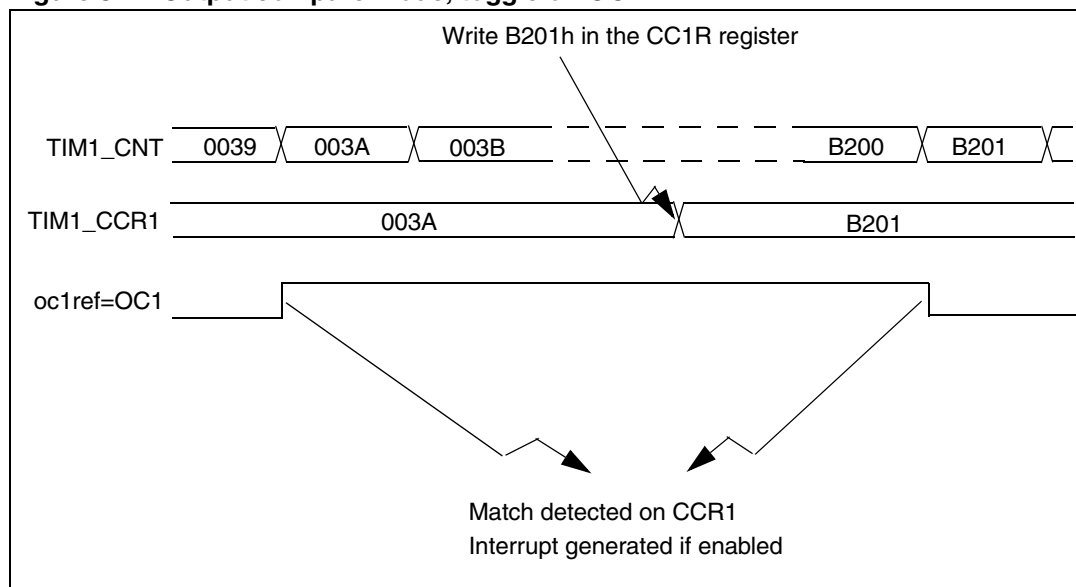 Write B201h in the CC1R register
TIM1_CNT 0039 003A 003B B200 B201
TIM1_CCR1 003A B201
oc1ref=OC1
Match detected on CCR1
Interrupt generated if enabled